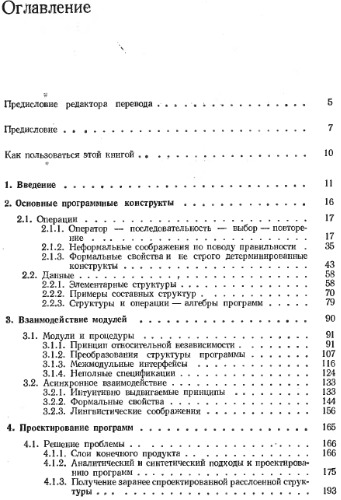 Оглавление
Предисловие редактора перевода . . . . . . . . . . . . . . . 5
Предисловие . . . . . . . . . . . . . . . . . . . . . . . . 7
Как пользоваться этой книгой . . . . . . . . . . . . . . . . 10
1. Введение . . . . . . . . . . . . . . . . . . . . . . . . 11
2. Основные программные конструкты . . . . . . . . . . . . . 16
2.1. Операции . . . . . . . . . . . . . . . . . . . . . . . 17
2.1.1. Оператор — последовательность — выбор — повторе-
ние . . . . . . . . . . . . . . . . . . . . . . . . 17
2.1.2. Неформальные соображения по поводу правильности . 35
2.1.3. Формальные свойства и не строго детерминированные
конструкты . . . . . . . . . . . . . . . . . . . . 43
2.2. Данные . . . . . . . . . . . . . . . . . . . . . . . . 58
2.2.1. Элементарные структуры . . . . . . . . . . . . . 58
2.2.2. Примеры составных структур . . . . . . . . . . . 70
2.2.3. Структуры и операции — алгебры программ . . . . . 79
3. Взаимодействие модулей . . . . . . . . . . . . . . . . . 90
3.1. Модули и процедуры . . . . . . . . . . . . . . . . . . 91
3.1.1. Принцип относительной независимости . . . . . . . 91
3.1.2. Преобразования структуры программы . . . . . . . 107
3.1.3. Межмодульные интерфейсы . . . . . . . . . . . . . 116
3.1.4. Неполные спецификации . . . . . . . . . . . . . . 124
3.2. Асинхронное взаимодействие . . . . . . . . . . . . . . 133
3.2.1. Интуитивно выдвигаемые принципы . . . . . . . . . 133
3.2.2. Формальные свойства . . . . . . . . . . . . . . . 144
3.2.3. Лингвистические соображения . . . . . . . . . . . 156
4. Проектирование программ . . . . . . . . . . . . . . . . . 165
4.1. Решение проблемы . . . . . . . . . . . . . . . . . . . 166
4.1.1. Слои конечного продукта . . . . . . . . . . . . . 166
4.1.2. Аналитический и синтетический подходы к проектирова-
нию программ . . . . . . . . . . . . . . . . . . . 175
4.1.3. Получение заранее спроектированной расслоенной струк-
туры . . . . . . . . . . . . . . . . . . . . . . . 193